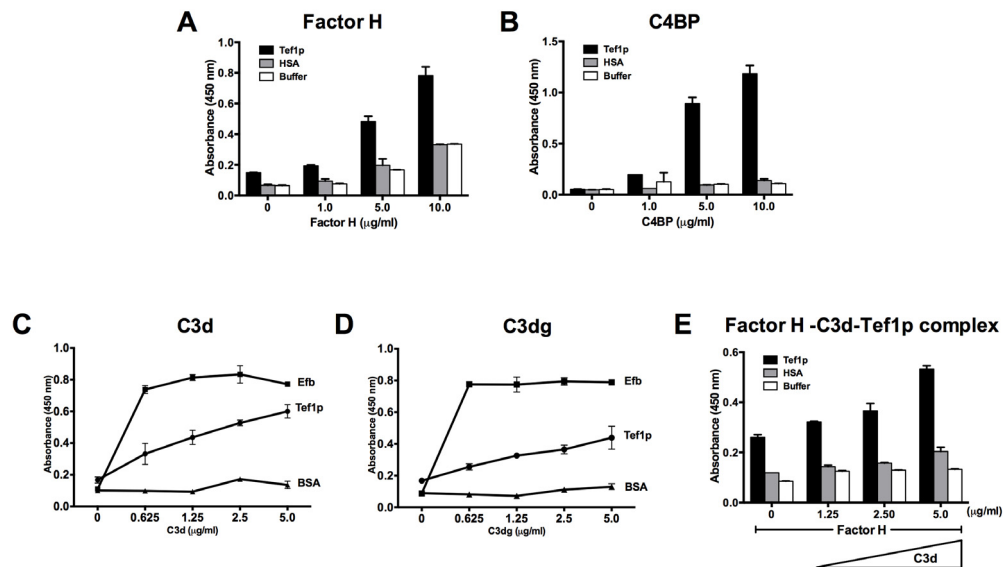 A Factor H
Absorbance (450 nm)
1.0
0.8
0.6
0.4
0.2
0.0
Tef1p
HSA
Buffer
0 1.0 5.0 10.0
Factor H (µg/ml)
B C4BP
Absorbance (450 nm)
1.5
1.0
0.5
0.0
Tef1p
HSA
Buffer
0 1.0 5.0 10.0
C4BP (µg/ml)
C C3d
Absorbance (450 nm)
1.0
0.8
0.6
0.4
0.2
0.0
Efb
Tef1p
BSA
0 0.625 1.25 2.5 5.0
C3d (µg/ml)
D C3dg
Absorbance (450 nm)
1.0
0.8
0.6
0.4
0.2
0.0
Efb
Tef1p
BSA
0 0.625 1.25 2.5 5.0
C3dg (µg/ml)
E Factor H -C3d-Tef1p complex
Absorbance (450 nm)
0.6
0.4
0.2
0.0
Tef1p
HSA
Buffer
0 1.25 2.50 5.0 (µg/ml)
Factor H
C3d